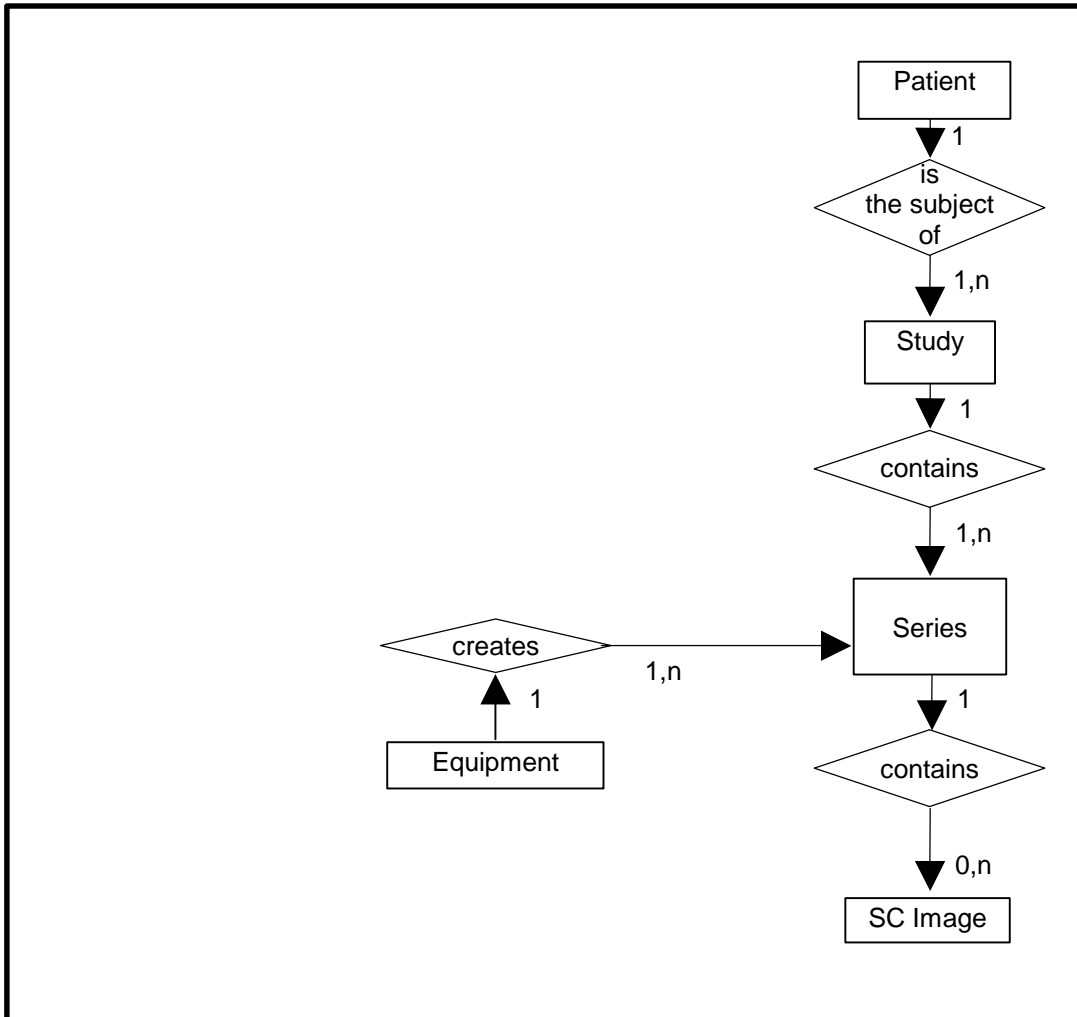 Patient
1
is
the subject
of
1,n
Study
1
contains
1,n
Series
creates
1,n
1
1
Equipment
contains
0,n
SC Image